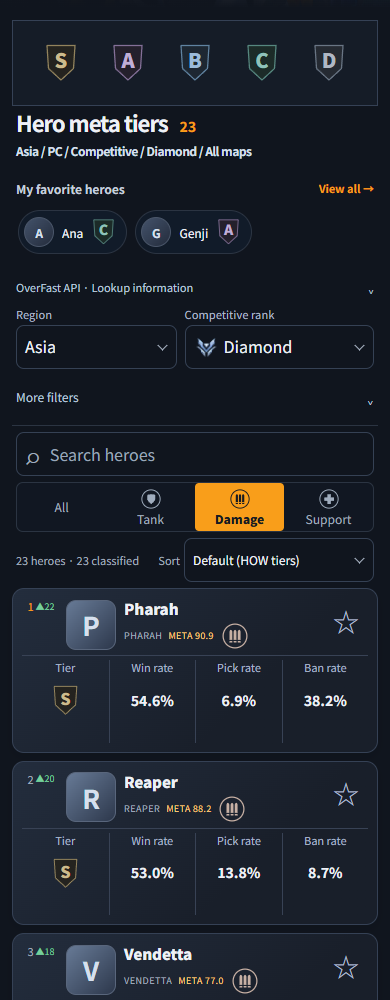 S A B C D
Hero meta tiers 23
Asia / PC / Competitive / Diamond / All maps
My favorite heroes View all →
A Ana C G Genji A
OverFast API · Lookup information
Region Competitive rank
Asia Diamond
More filters
Search heroes
All Tank Damage Support
23 heroes · 23 classified Sort Default (HOW tiers)
1 ▲22 P Pharah
PHARAH META 90.9
Tier Win rate Pick rate Ban rate
S 54.6% 6.9% 38.2%
2 ▲20 R Reaper
REAPER META 88.2
Tier Win rate Pick rate Ban rate
S 53.0% 13.8% 8.7%
3 ▲18 V Vendetta
VENDETTA META 77.0